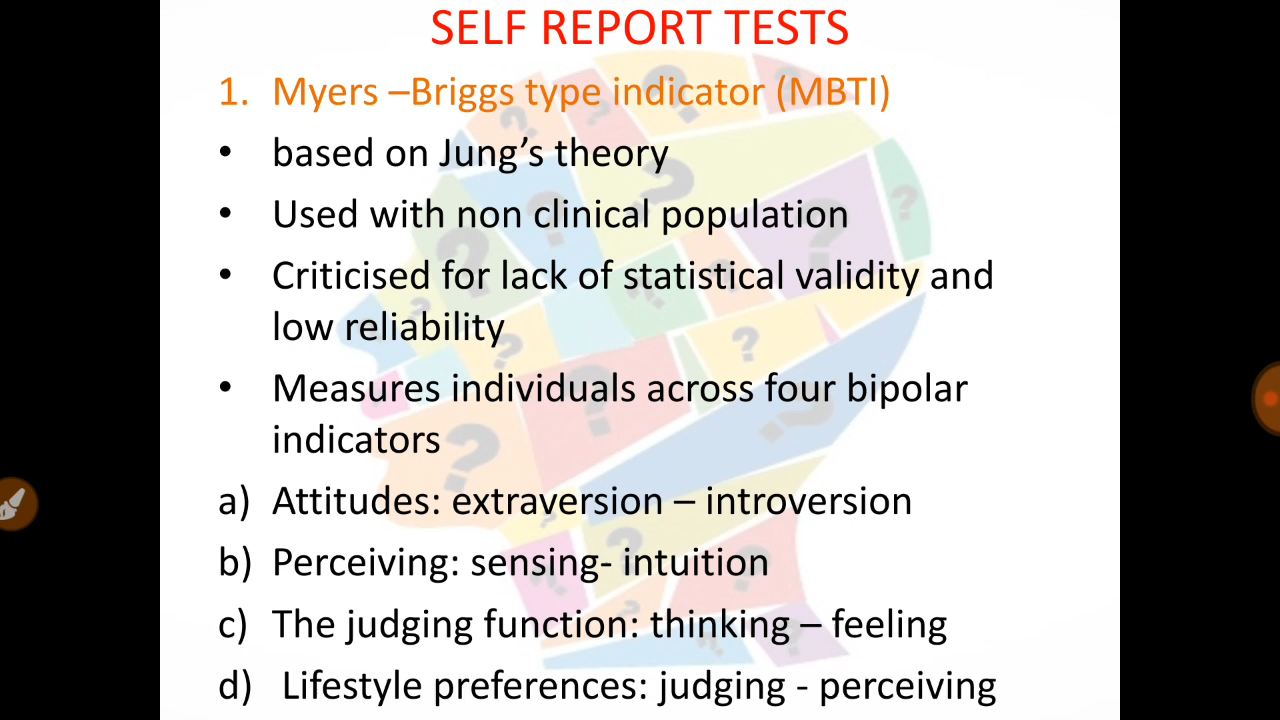 SELF REPORT TESTS
1. Myers –Briggs type indicator (MBTI)
• based on Jung’s theory
• Used with non clinical population
• Criticised for lack of statistical validity and
low reliability
• Measures individuals across four bipolar
indicators
a) Attitudes: extraversion – introversion
b) Perceiving: sensing- intuition
c) The judging function: thinking – feeling
d) Lifestyle preferences: judging - perceiving